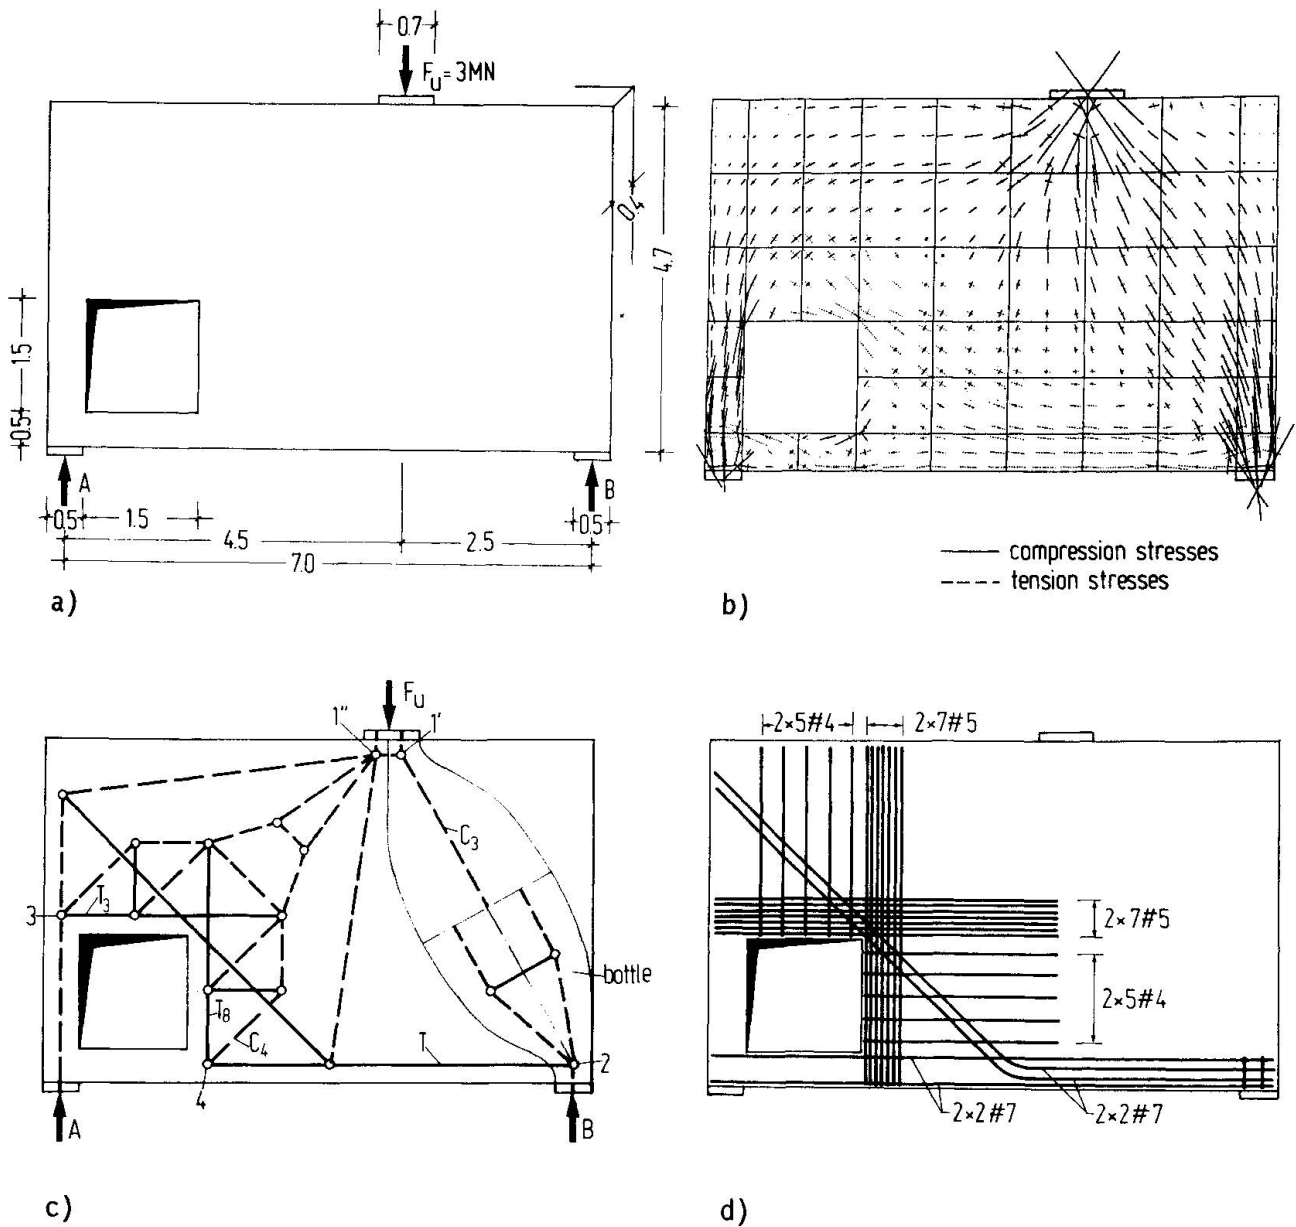 0.7
F_u = 3MN
0.4
4.7
1.5
0.5
A
B
0.5
1.5
0.5
4.5
2.5
7.0
a)
compression stresses
tension stresses
b)
F_u
1''
1'
C_3
3
T_3
bottle
T_8
C_4
T
2
4
A
B
c)
2×5#4
2×7#5
2×7#5
2×5#4
2×2#7
2×2#7
d)